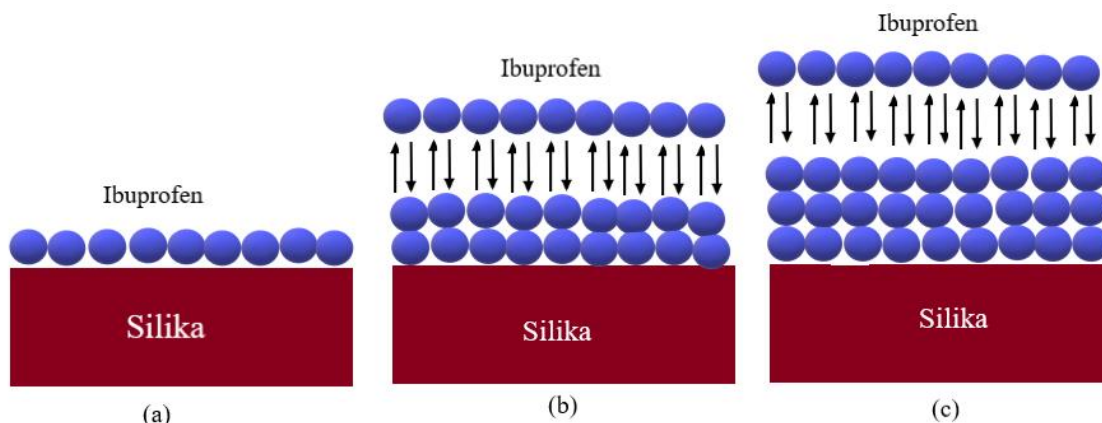 Ibuprofen
Silika
(a)
Ibuprofen
Silika
(b)
Ibuprofen
Silika
(c)